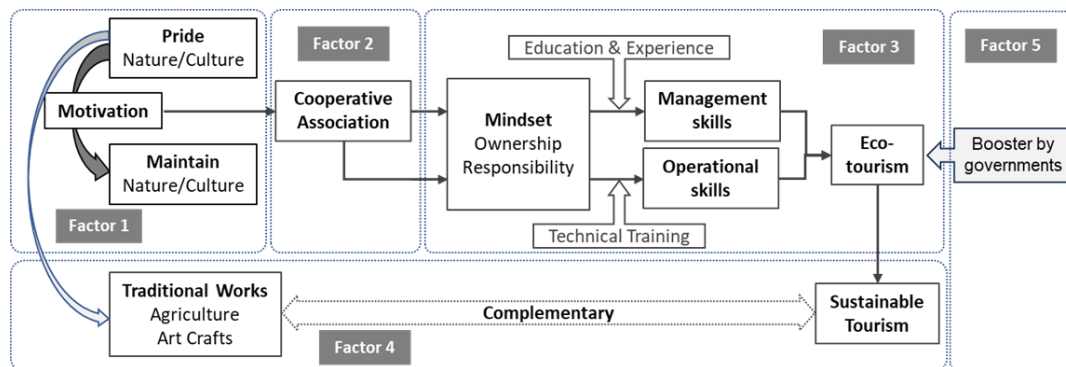 Pride
Nature/Culture
Motivation
Maintain
Nature/Culture
Factor 1
Factor 2
Cooperative
Association
Education & Experience
Factor 3
Mindset
Ownership
Responsibility
Management
skills
Operational
skills
Technical Training
Eco-
tourism
Factor 5
Booster by
governments
Traditional Works
Agriculture
Art Crafts
Complementary
Factor 4
Sustainable
Tourism